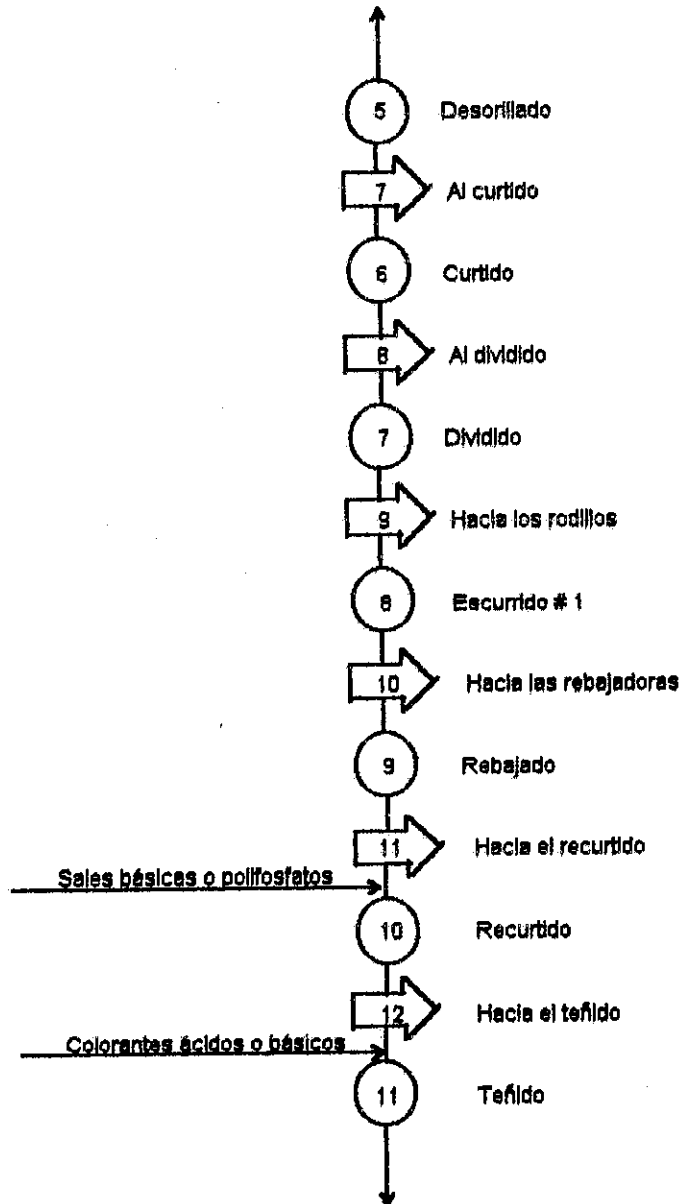 5 Desorillado
7 Al curtido
6 Curtido
8 Al dividido
7 Dividido
9 Hacia los rodillos
8 Escurrido # 1
10 Hacia las rebajadoras
9 Rebajado
11 Hacia el recurtido
Sales básicas o polifosfatos
10 Recurtido
12 Hacia el teñido
Colorantes ácidos o básicos
11 Teñido